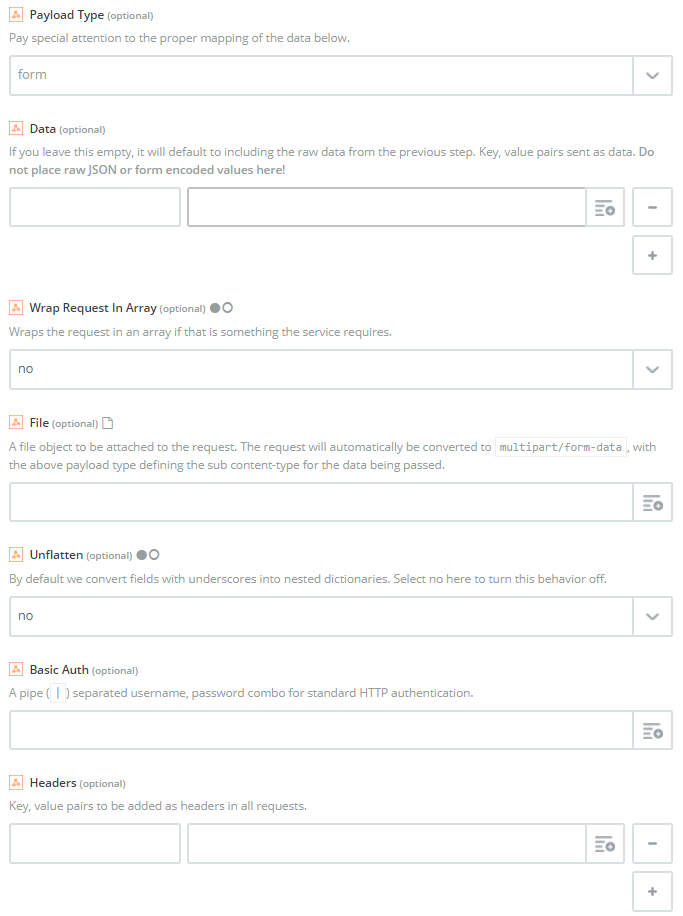 Payload Type (optional)
Pay special attention to the proper mapping of the data below.
form
Data (optional)
If you leave this empty, it will default to including the raw data from the previous step. Key, value pairs sent as data. Do
not place raw JSON or form encoded values here!
Wrap Request In Array (optional)
Wraps the request in an array if that is something the service requires.
no
File (optional)
A file object to be attached to the request. The request will automatically be converted to multipart/form-data , with
the above payload type defining the sub content-type for the data being passed.
Unflatten (optional)
By default we convert fields with underscores into nested dictionaries. Select no here to turn this behavior off.
no
Basic Auth (optional)
A pipe ( | ) separated username, password combo for standard HTTP authentication.
Headers (optional)
Key, value pairs to be added as headers in all requests.